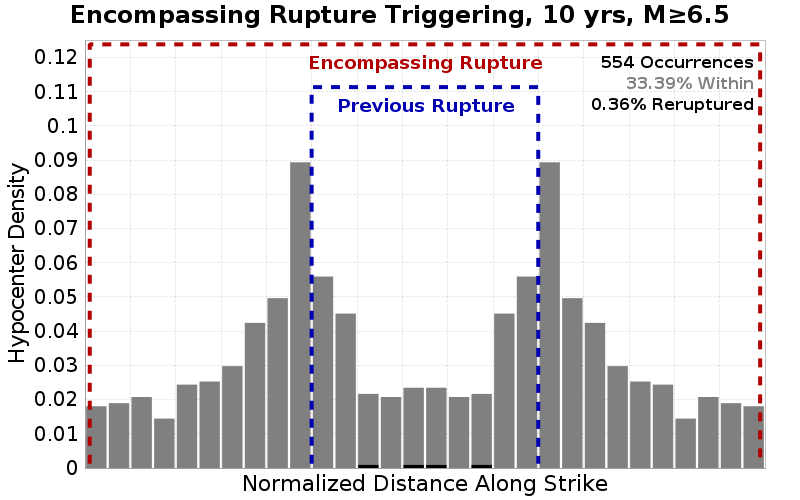 Encompassing Rupture Triggering, 10 yrs, M≥6.5
Encompassing Rupture
554 Occurrences
33.39% Within
0.36% Reruptured
Previous Rupture
Hypocenter Density
0.12
0.11
0.1
0.09
0.08
0.07
0.06
0.05
0.04
0.03
0.02
0.01
0
Normalized Distance Along Strike